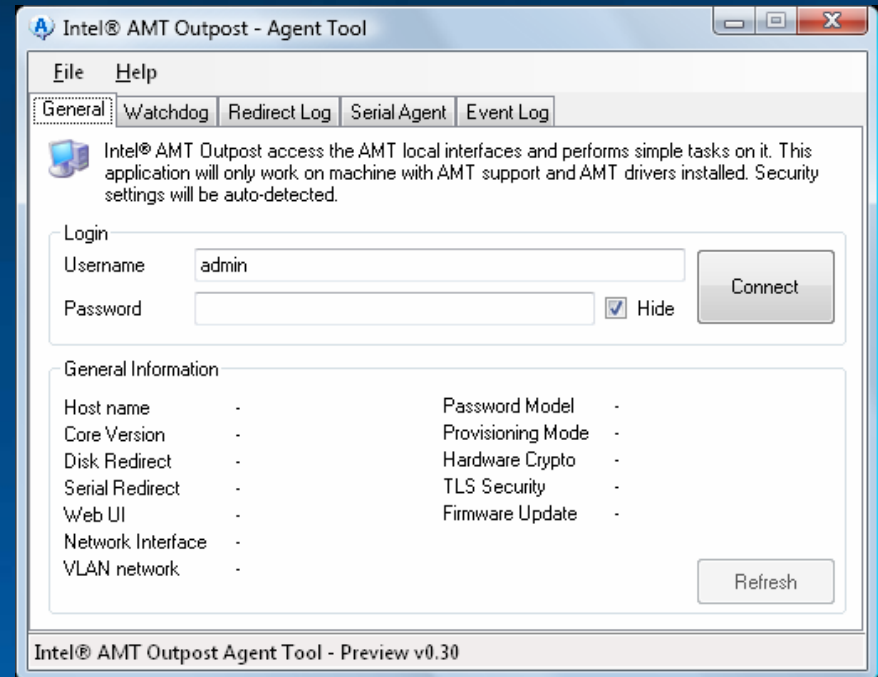 Intel® AMT Outpost - Agent Tool
File Help
General Watchdog Redirect Log Serial Agent Event Log
Intel® AMT Outpost access the AMT local interfaces and performs simple tasks on it. This
application will only work on machine with AMT support and AMT drivers installed. Security
settings will be auto-detected.
Login
Username admin
Connect
Password Hide
General Information
Host name - Password Model -
Core Version - Provisioning Mode -
Disk Redirect - Hardware Crypto -
Serial Redirect - TLS Security -
Web UI - Firmware Update -
Network Interface -
VLAN network -
Refresh
Intel® AMT Outpost Agent Tool - Preview v0.30